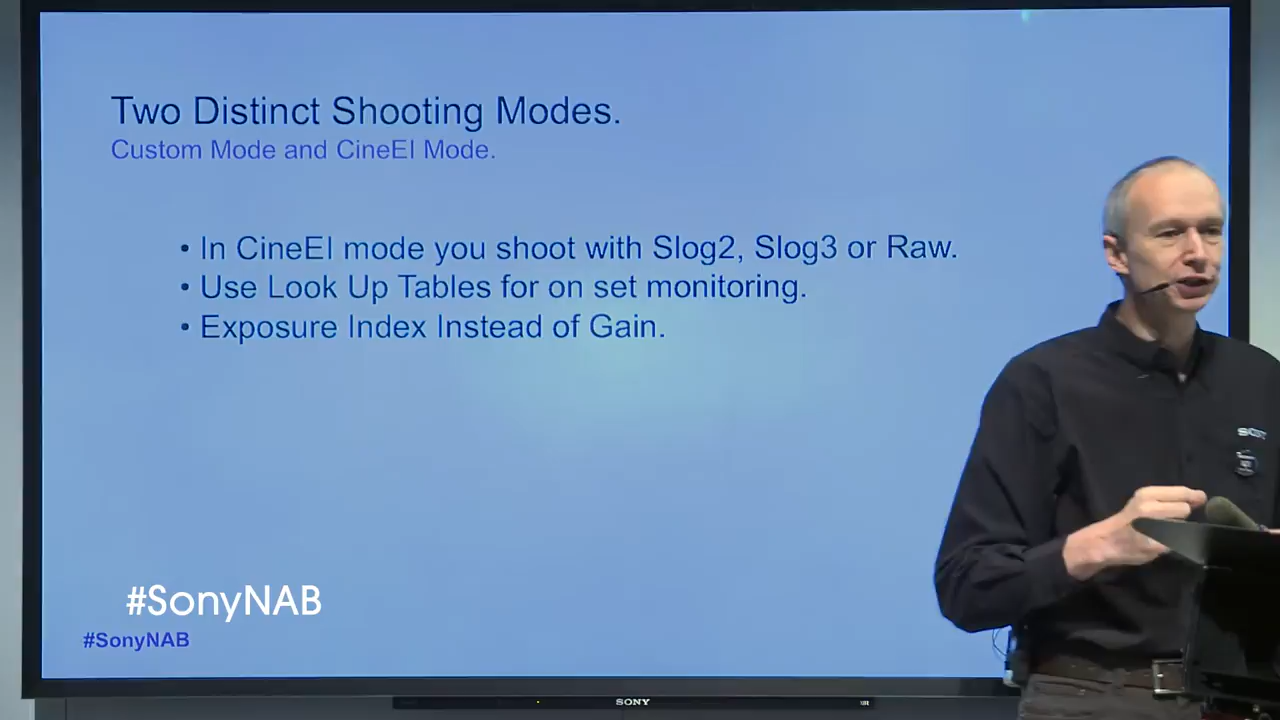 Two Distinct Shooting Modes.
Custom Mode and CineEI Mode.
• In CineEI mode you shoot with Slog2, Slog3 or Raw.
• Use Look Up Tables for on set monitoring.
• Exposure Index Instead of Gain.
SONY
#SonyNAB
#SonyNAB
SONY